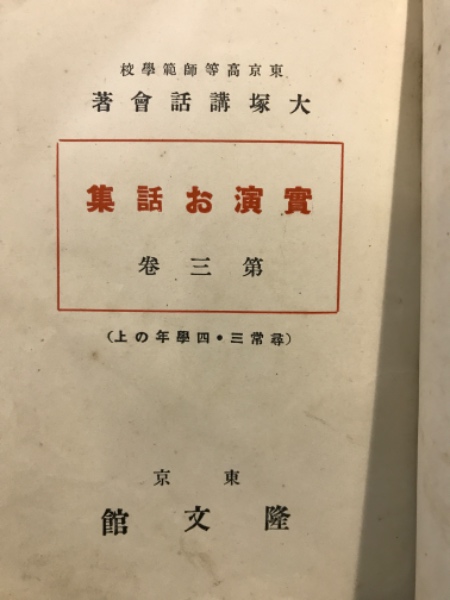 東京高等師範學校
大塚講話會著
實演お話集
第三卷
(尋常三・四學年の上)
東京
隆文館